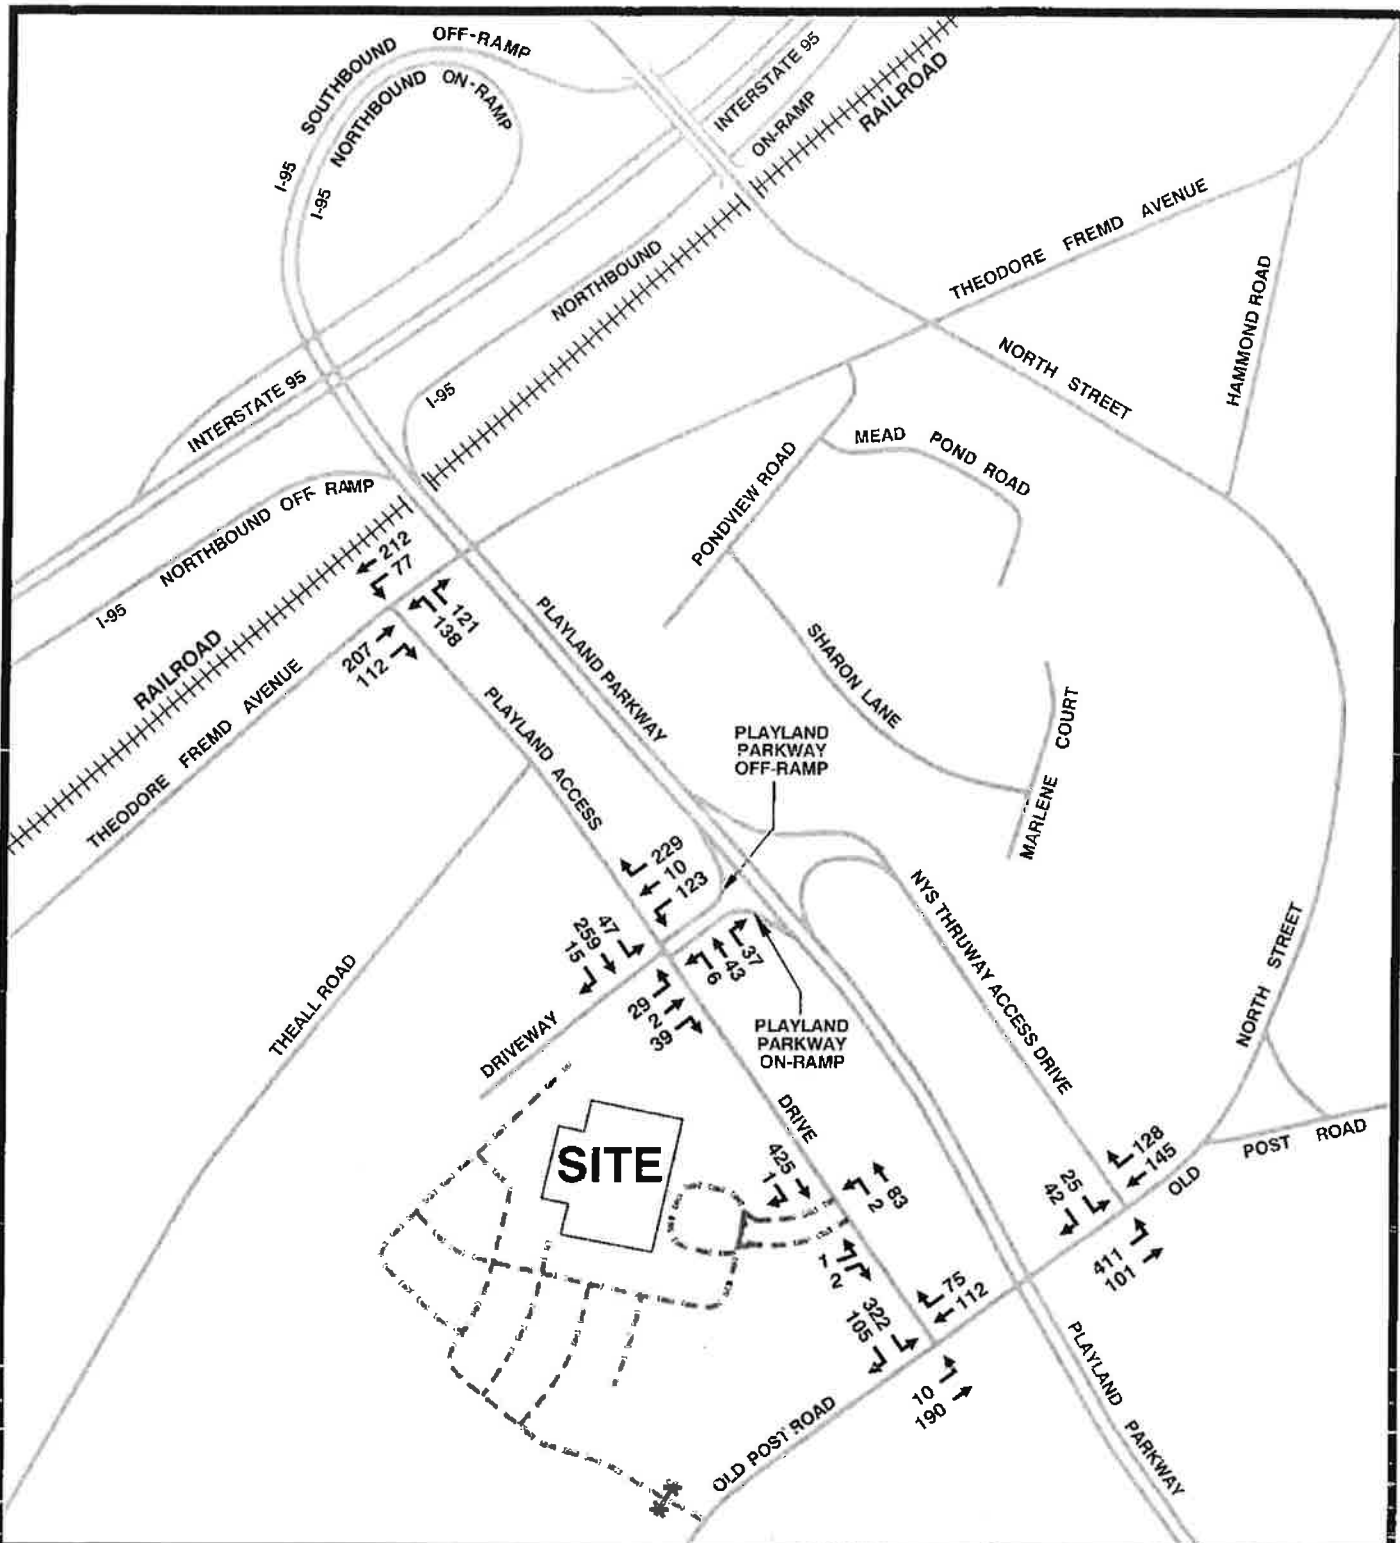 I-95 SOUTHBOUND OFF-RAMP
I-95 NORTHBOUND ON-RAMP
INTERSTATE 95
ON-RAMP
RAILROAD
THEODORE FREMD AVENUE
HAMMOND ROAD
NORTHBOUND
I-95
NORTH STREET
INTERSTATE 95
MEAD POND ROAD
PONDVIEW ROAD
I-95 NORTHBOUND OFF RAMP
212
77
121
138
207
112
RAILROAD
THEODORE FREMD AVENUE
PLAYLAND PARKWAY
SHARON LANE
MARLENE COURT
PLAYLAND ACCESS
PLAYLAND
PARKWAY
OFF-RAMP
229
10
123
47
259
15
37
43
6
29
2
39
NYS THRUWAY ACCESS DRIVE
NORTH STREET
THEALL ROAD
DRIVEWAY
PLAYLAND
PARKWAY
ON-RAMP
DRIVE
SITE
425
1
83
2
1
2
128
145
25
42
411
101
OLD
POST ROAD
75
112
322
105
10
190
OLD POST ROAD
PLAYLAND PARKWAY